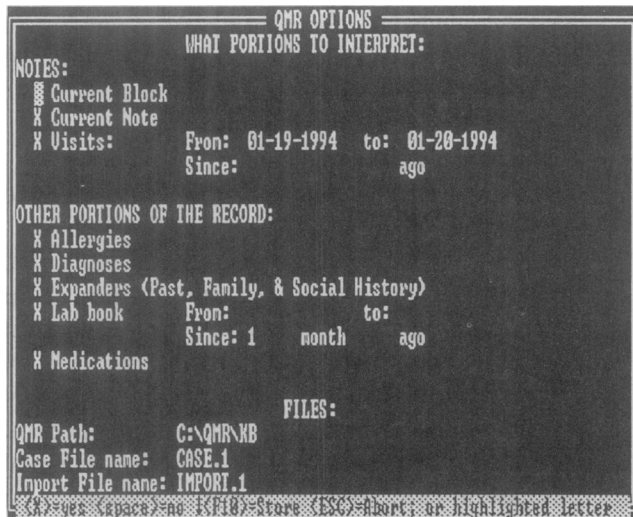 QMR OPTIONS
WHAT PORTIONS TO INTERPRET:
NOTES:
Current Block
X Current Note
X Visits: From: 01-19-1994 to: 01-20-1994
Since: ago
OTHER PORTIONS OF THE RECORD:
X Allergies
X Diagnoses
X Expanders (Past, Family, & Social History)
X Lab book From: to:
Since: 1 month ago
X Medications
FILES:
QMR Path: C:\QMR\KB
Case File name: CASE.1
Import File name: IMPORT.1
(X)=yes (space)=no (F10)=Store (ESC)=Abort, or highlighted letter